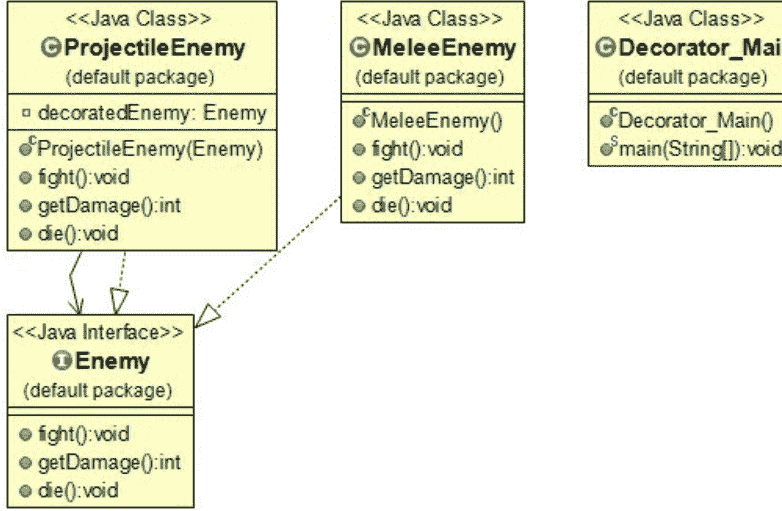 <<Java Class>>
ProjectileEnemy
(default package)
decoratedEnemy: Enemy
ProjectileEnemy(Enemy)
fight():void
getDamage():int
die():void
<<Java Class>>
MeleeEnemy
(default package)
MeleeEnemy()
fight():void
getDamage():int
die():void
<<Java Class>>
Decorator_Mai
(default package)
Decorator_Main()
main(String[]):void
<<Java Interface>>
Enemy
(default package)
fight():void
getDamage():int
die():void